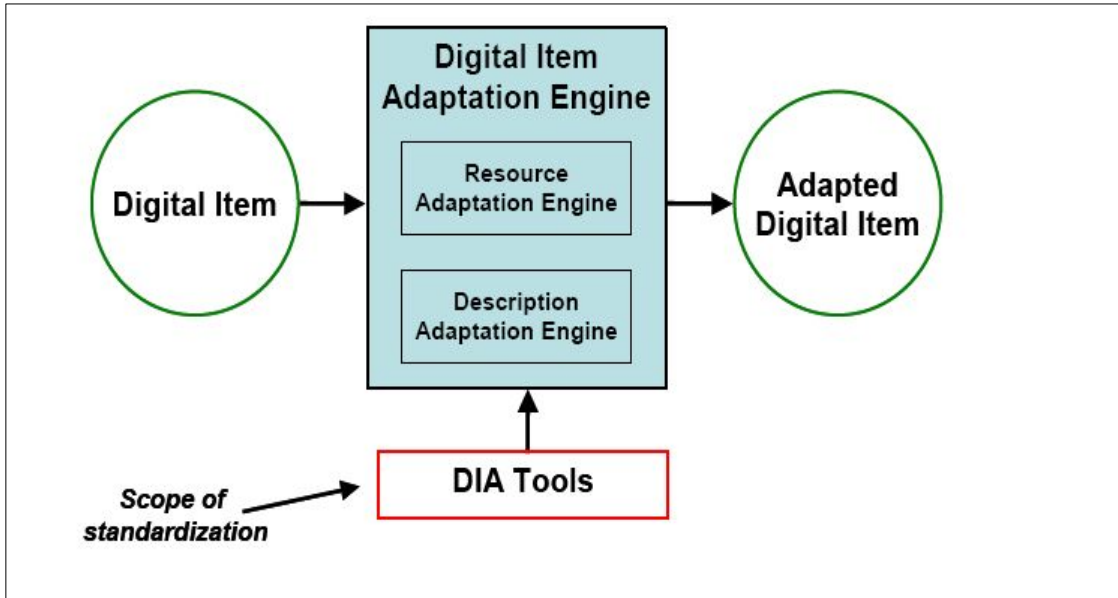 Digital Item
Adaptation Engine
Resource
Adaptation Engine
Digital Item
Adapted
Digital Item
Description
Adaptation Engine
DIA Tools
Scope of
standardization